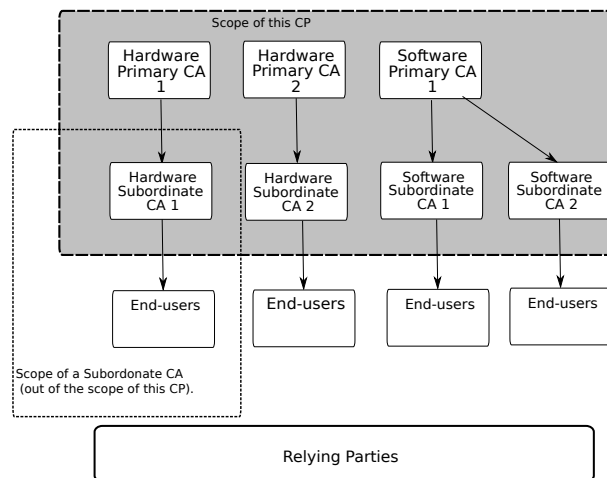 Scope of this CP
Hardware
Primary CA
1
Hardware
Primary CA
2
Software
Primary CA
1
Hardware
Subordinate
CA 1
Hardware
Subordinate
CA 2
Software
Subordinate
CA 1
Software
Subordinate
CA 2
End-users
End-users
End-users
End-users
Scope of a Subordonate CA
(out of the scope of this CP).
Relying Parties